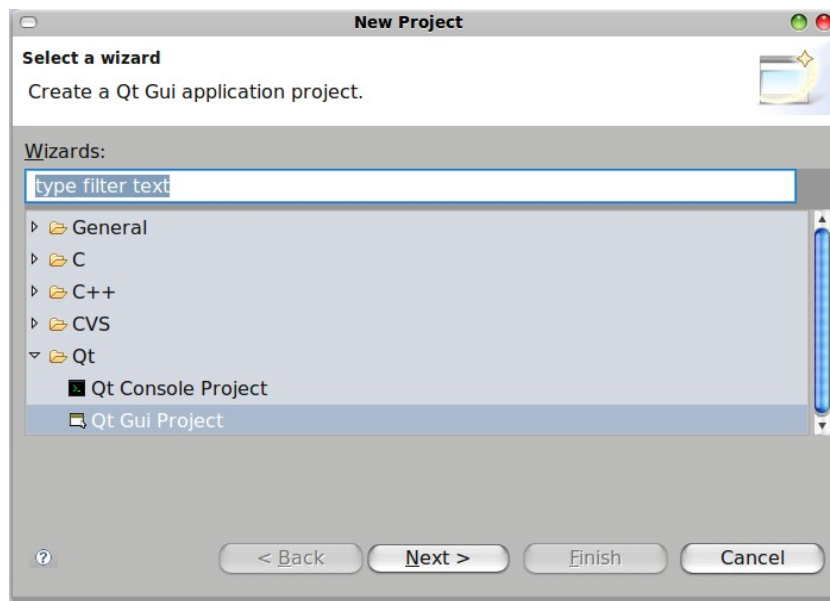 New Project
Select a wizard
Create a Qt Gui application project.
Wizards:
type filter text
General
C
C++
CVS
Qt
Qt Console Project
Qt Gui Project
? < Back Next > Finish Cancel